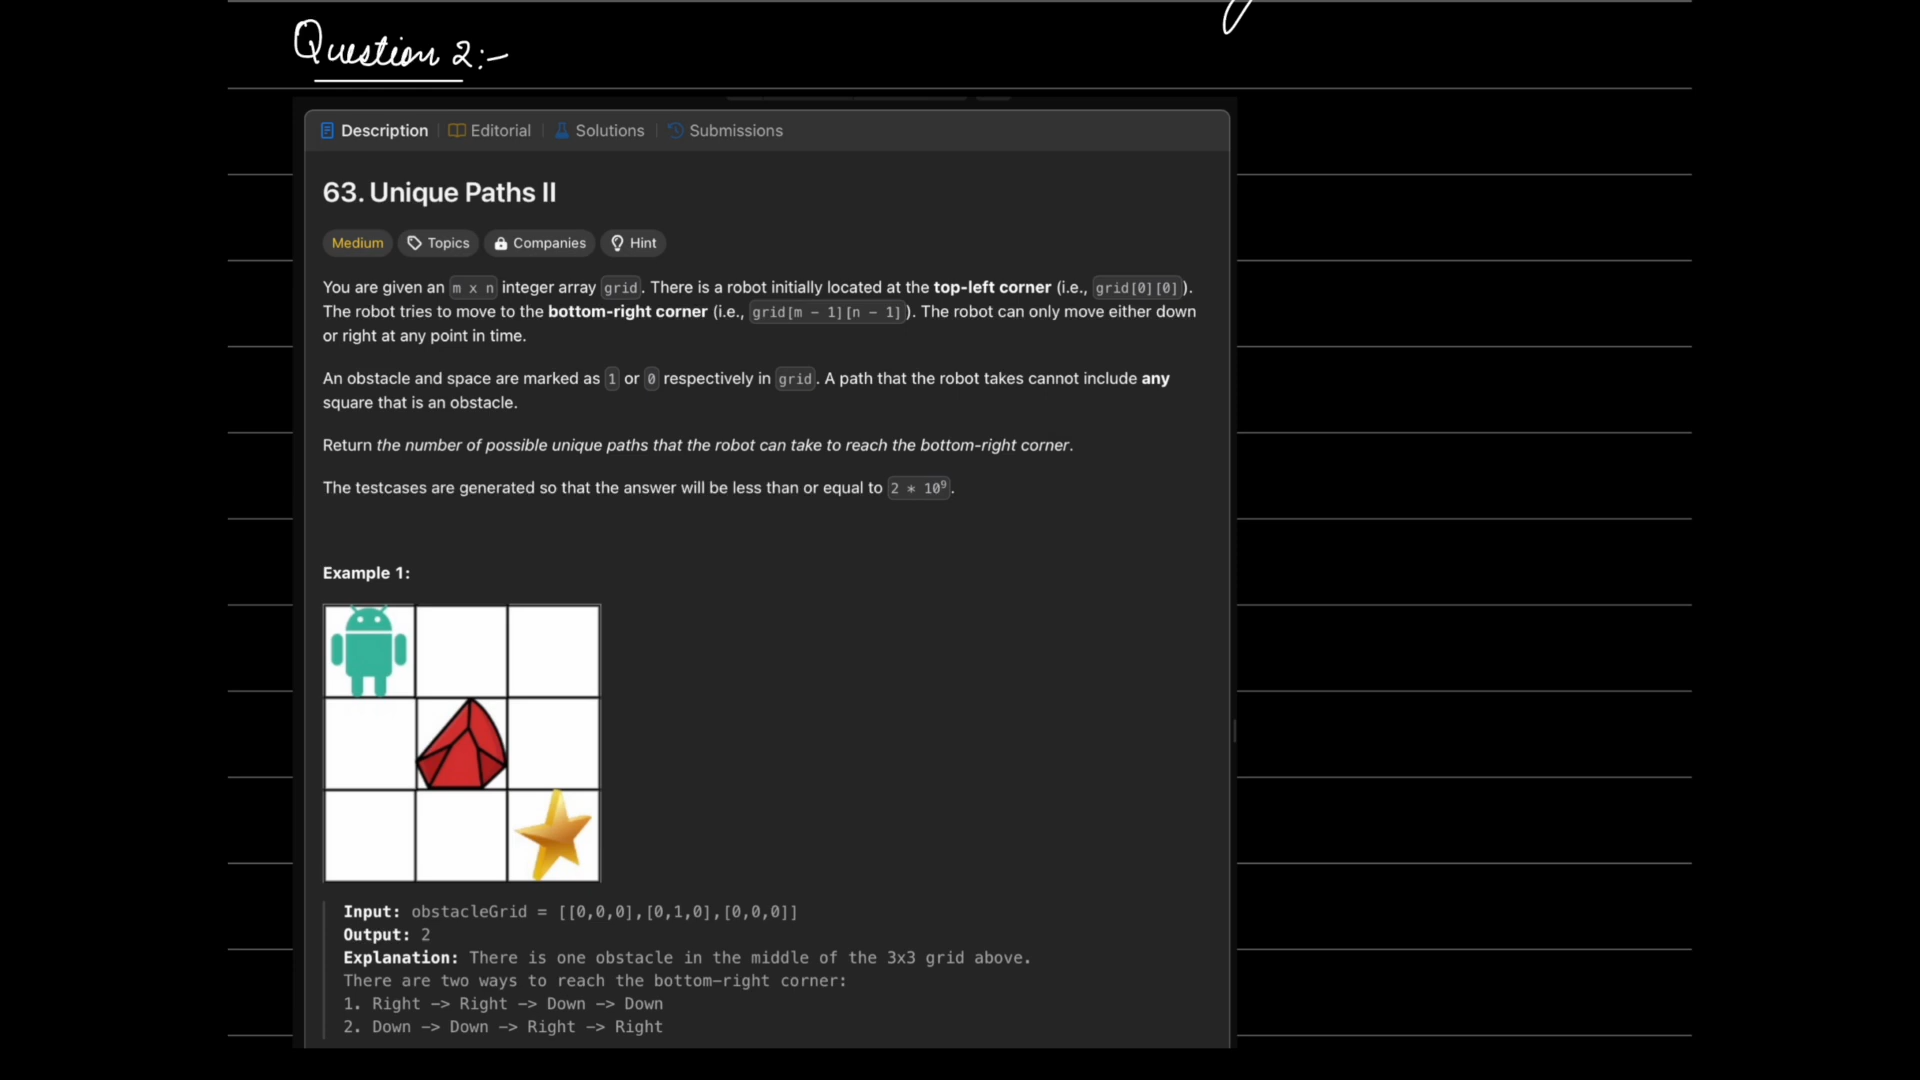 Question 2:-
Description Editorial Solutions Submissions
63. Unique Paths II
Medium Topics Companies Hint
You are given an m x n integer array grid. There is a robot initially located at the top-left corner (i.e., grid[0][0]).
The robot tries to move to the bottom-right corner (i.e., grid[m - 1][n - 1]). The robot can only move either down
or right at any point in time.
An obstacle and space are marked as 1 or 0 respectively in grid. A path that the robot takes cannot include any
square that is an obstacle.
Return the number of possible unique paths that the robot can take to reach the bottom-right corner.
The testcases are generated so that the answer will be less than or equal to 2 * 10⁹.
Example 1:
Input: obstacleGrid = [[0,0,0],[0,1,0],[0,0,0]]
Output: 2
Explanation: There is one obstacle in the middle of the 3x3 grid above.
There are two ways to reach the bottom-right corner:
1. Right -> Right -> Down -> Down
2. Down -> Down -> Right -> Right